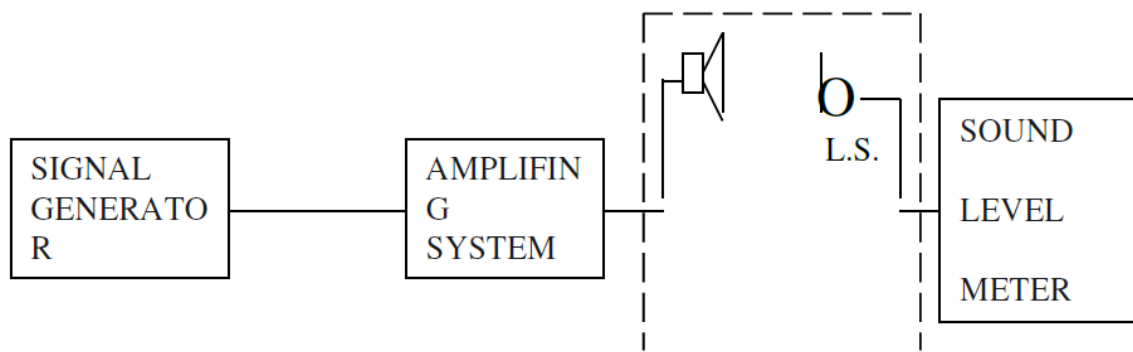 SIGNAL
GENERATO
R
AMPLIFIN
G
SYSTEM
L.S.
SOUND
LEVEL
METER